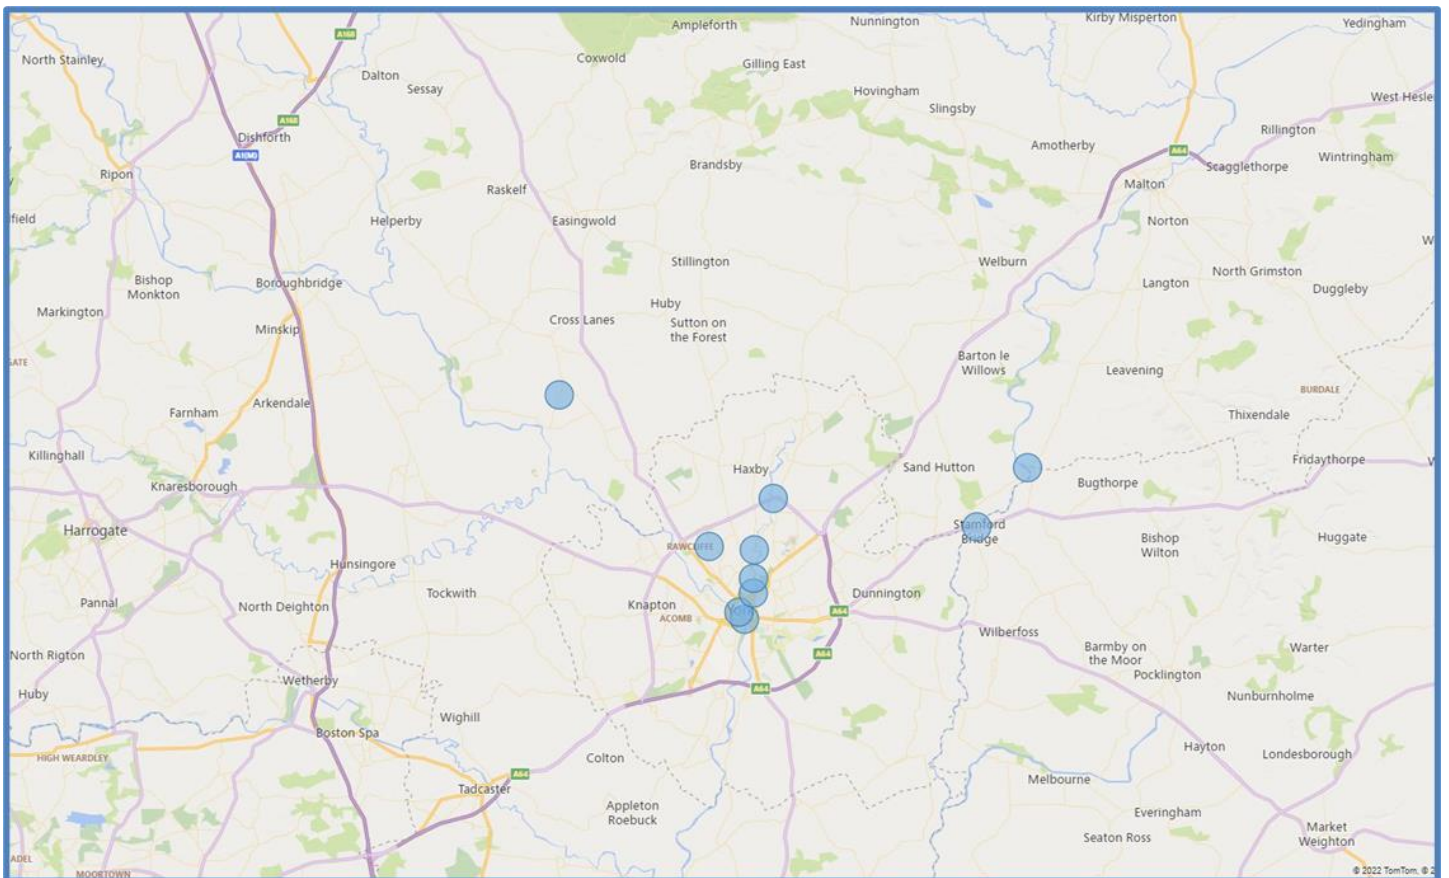 Ampleforth
Nunnington
Kirby Misperton
Yedingham
A168
North Stainley
Coxwold
Gilling East
Dalton
Sessay
Hovingham
Slingsby
West Hesle
A168
Dishforth
Rillington
A1(M)
Amotherby
A64
Wintringham
Brandsby
Scagglethorpe
Ripon
Malton
Raskelf
lfield
Helperby
Easingwold
Norton
W
Stillington
Welburn
North Grimston
Bishop
Monkton
Boroughbridge
Langton
Duggleby
Huby
Markington
Cross Lanes
Sutton on
the Forest
Minskip
GATE
Barton le
Willows
Leavening
BURDALE
Arkendale
Farnham
Thixendale
Killinghall
Haxby
Sand Hutton
Fridaythorpe
W
Knaresborough
Bugthorpe
Harrogate
Stamford
Bridge
RAWCLIFFE
Bishop
Wilton
Huggate
Hunsingore
Pannal
North Deighton
Tockwith
Knapton
Dunnington
A64
ACOMB
Wilberfoss
North Rigton
A64
Barmby on
the Moor
Warter
Pocklington
Wetherby
A64
Huby
Nunburnholme
Wighill
Boston Spa
Hayton
Londesborough
HIGH WEARDLEY
Colton
A64
Melbourne
Tadcaster
Appleton
Roebuck
Everingham
Market
Weighton
Seaton Ross
ADEL
MOORTOWN
© 2022 TomTom, © 2